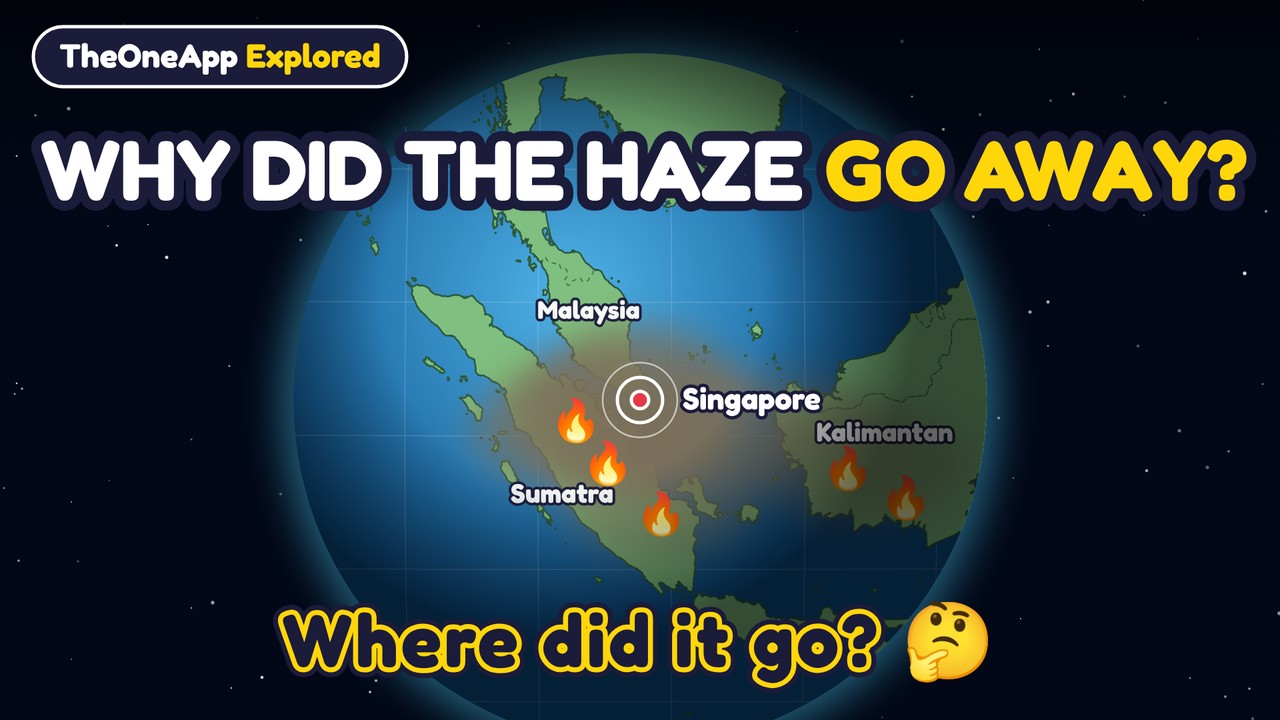 TheOneApp Explored
WHY DID THE HAZE GO AWAY?
Malaysia
Singapore
Kalimantan
Sumatra
Where did it go? 🤔